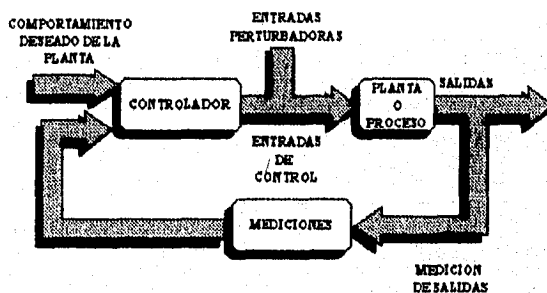 COMPORTAMIENTO
DESEADO DE LA
PLANTA
ENTRADAS
PERTURBADORAS
CONTROLADOR
PLANTA
O
PROCESO
SALIDAS
ENTRADAS
DE
CONTROL
MEDICIONES
MEDICION
DE SALIDAS